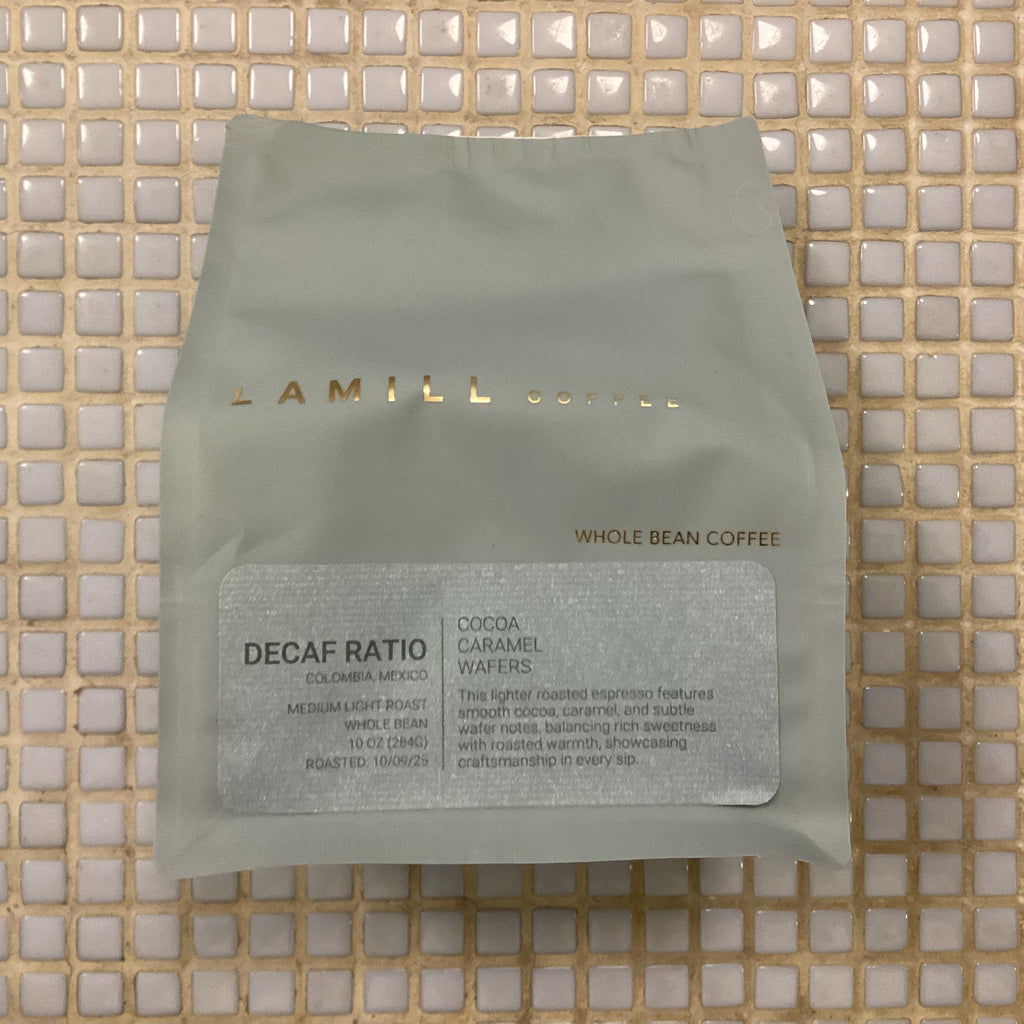 LAMILL COFFEE
WHOLE BEAN COFFEE
DECAF RATIO
COLOMBIA, MEXICO
MEDIUM LIGHT ROAST
WHOLE BEAN
10 OZ (284G)
ROASTED: 10/09/25
COCOA
CARAMEL
WAFERS
This lighter roasted espresso features
smooth cocoa, caramel, and subtle
wafer notes, balancing rich sweetness
with roasted warmth, showcasing
craftsmanship in every sip.